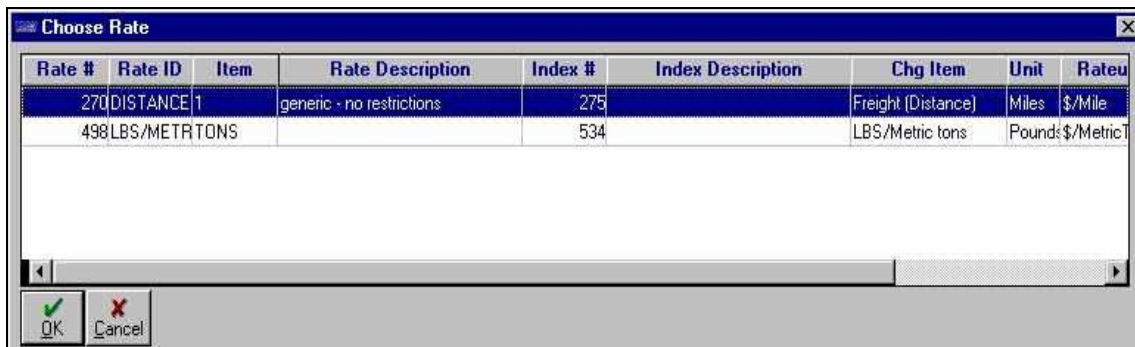 Choose Rate
Rate # Rate ID Item Rate Description Index # Index Description Chg Item Unit Rateu
270 DISTANCE 1 generic - no restrictions 275 Freight (Distance) Miles $/Mile
498 LBS/METR TONS 534 LBS/Metric tons Pounds $/MetricT
OK Cancel